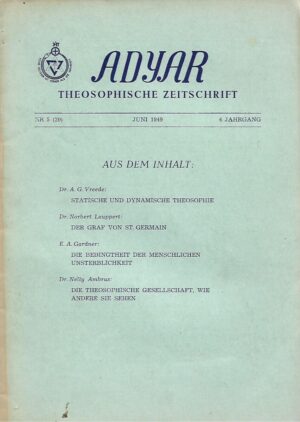 ADYAR
THEOSOPHISCHE ZEITSCHRIFT
NR 5 (29) JUNI 1949 4 JAHRGANG
AUS DEM INHALT:
Dr. A. G. Vreede:
STATISCHE UND DYNAMISCHE THEOSOPHIE
Dr. Norbert Lauppert:
DER GRAF VON ST. GERMAIN
E. A. Gardner:
DIE BEDINGTHEIT DER MENSCHLICHEN
UNSTERBLICHKEIT
Dr. Nelly Ambrus:
DIE THEOSOPHISCHE GESELLSCHAFT, WIE
ANDERE SIE SEHEN